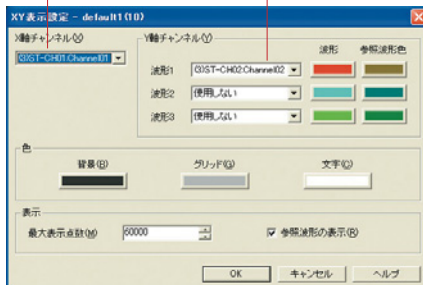 XY表示設定 - default1(10)
X軸チャンネル(X)
(3)ST-CH01.Channel01
Y軸チャンネル(Y)
波形 参照波形色
波形1 (3)ST-CH02.Channel02
波形2 使用しない
波形3 使用しない
色
背景(B) グリッド(G) 文字(C)
表示
最大表示点数(M) 60000 参照波形の表示(R)
OK キャンセル ヘルプ